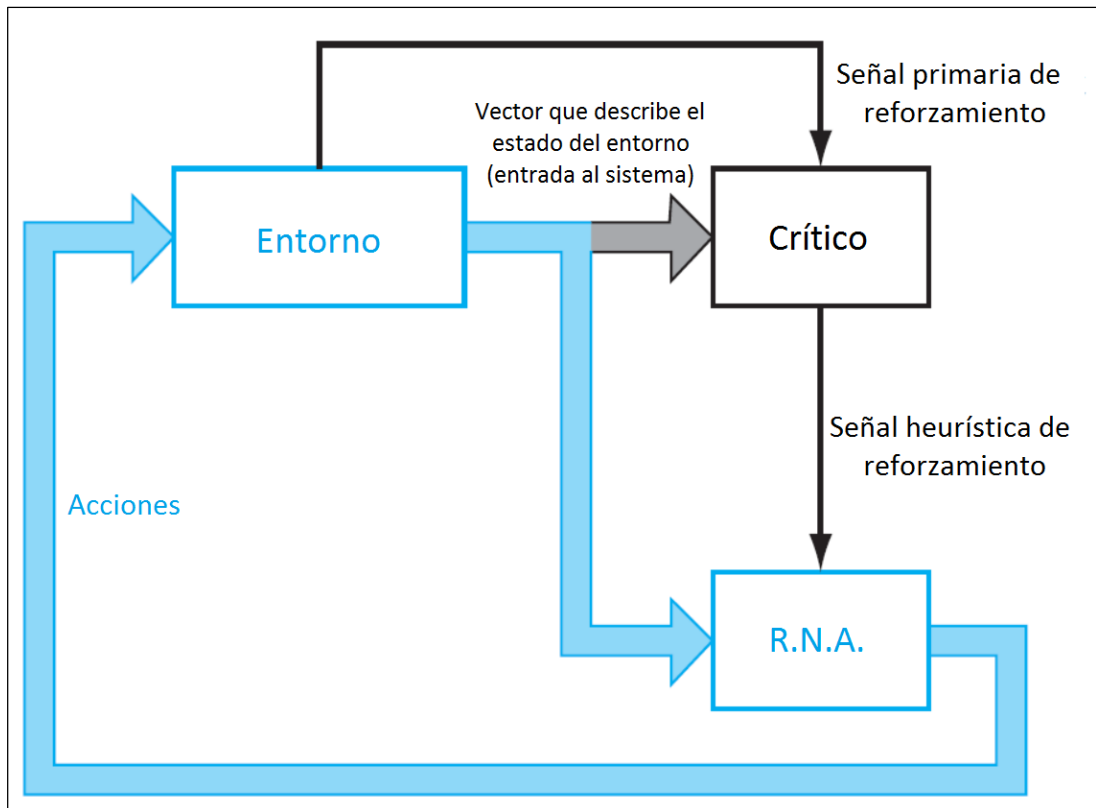 Señal primaria de
reforzamiento
Vector que describe el
estado del entorno
(entrada al sistema)
Entorno
Crítico
Señal heurística de
reforzamiento
Acciones
R.N.A.